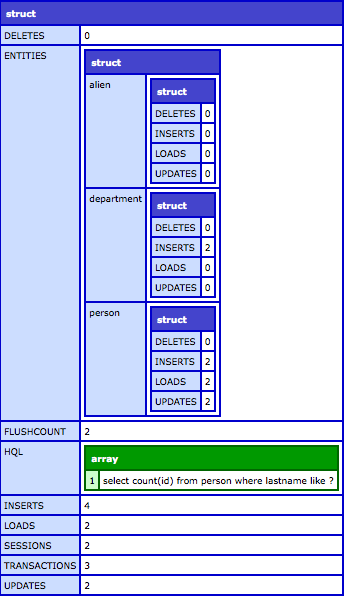 struct
DELETES 0
ENTITIES
struct
alien
struct
DELETES 0
INSERTS 0
LOADS 0
UPDATES 0
department
struct
DELETES 0
INSERTS 2
LOADS 0
UPDATES 0
person
struct
DELETES 0
INSERTS 2
LOADS 2
UPDATES 2
FLUSHCOUNT 2
HQL
array
1 select count(id) from person where lastname like ?
INSERTS 4
LOADS 2
SESSIONS 2
TRANSACTIONS 3
UPDATES 2